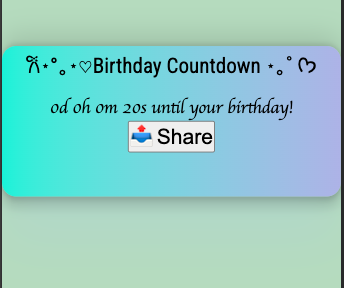 𐙚⋆°｡⋆♡Birthday Countdown ⋆｡ﾟᰔ
0d 0h 0m 20s until your birthday!
📤 Share